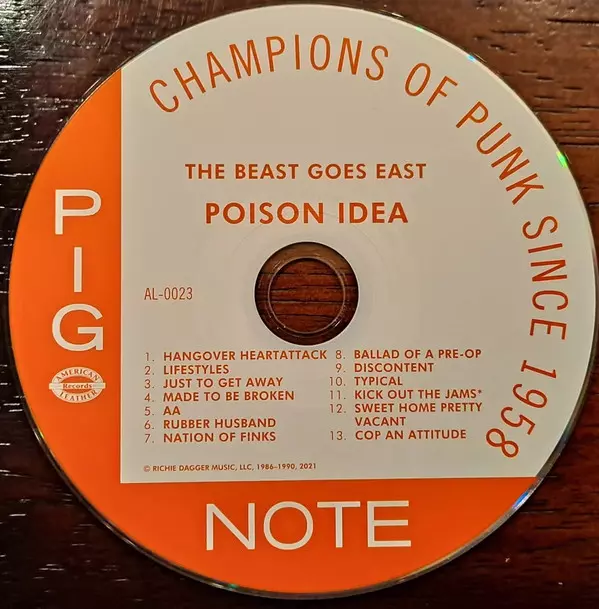 CHAMPIONS OF PUNK SINCE 1958
THE BEAST GOES EAST
POISON IDEA
PIG
AL-0023
AMERICAN
Records
LEATHER
1. HANGOVER HEARTATTACK
2. LIFESTYLES
3. JUST TO GET AWAY
4. MADE TO BE BROKEN
5. AA
6. RUBBER HUSBAND
7. NATION OF FINKS
8. BALLAD OF A PRE-OP
9. DISCONTENT
10. TYPICAL
11. KICK OUT THE JAMS*
12. SWEET HOME PRETTY
VACANT
13. COP AN ATTITUDE
© RICHIE DAGGER MUSIC, LLC, 1986–1990, 2021
NOTE